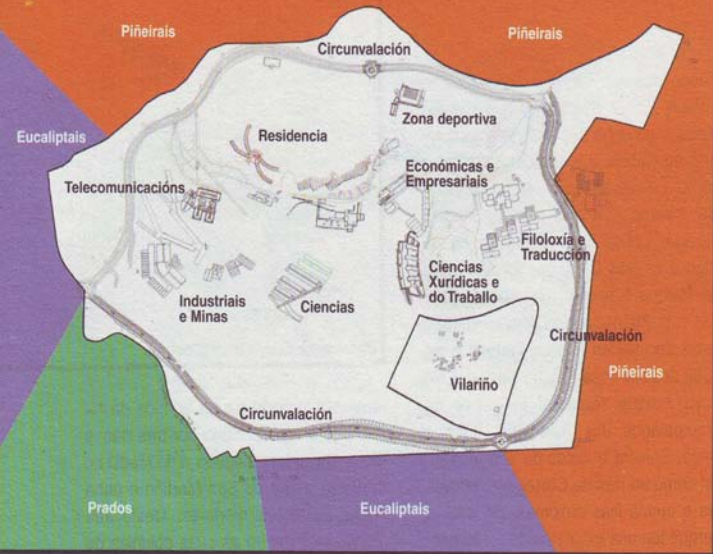 Piñeirais
Piñeirais
Circunvalación
Zona deportiva
Eucaliptais
Residencia
Económicas e
Empresariais
Telecomunicacións
Filoloxía e
Traducción
Ciencias
Xurídicas e
do Traballo
Industriais
e Minas
Ciencias
Circunvalación
Piñeirais
Vilariño
Circunvalación
Prados
Eucaliptais